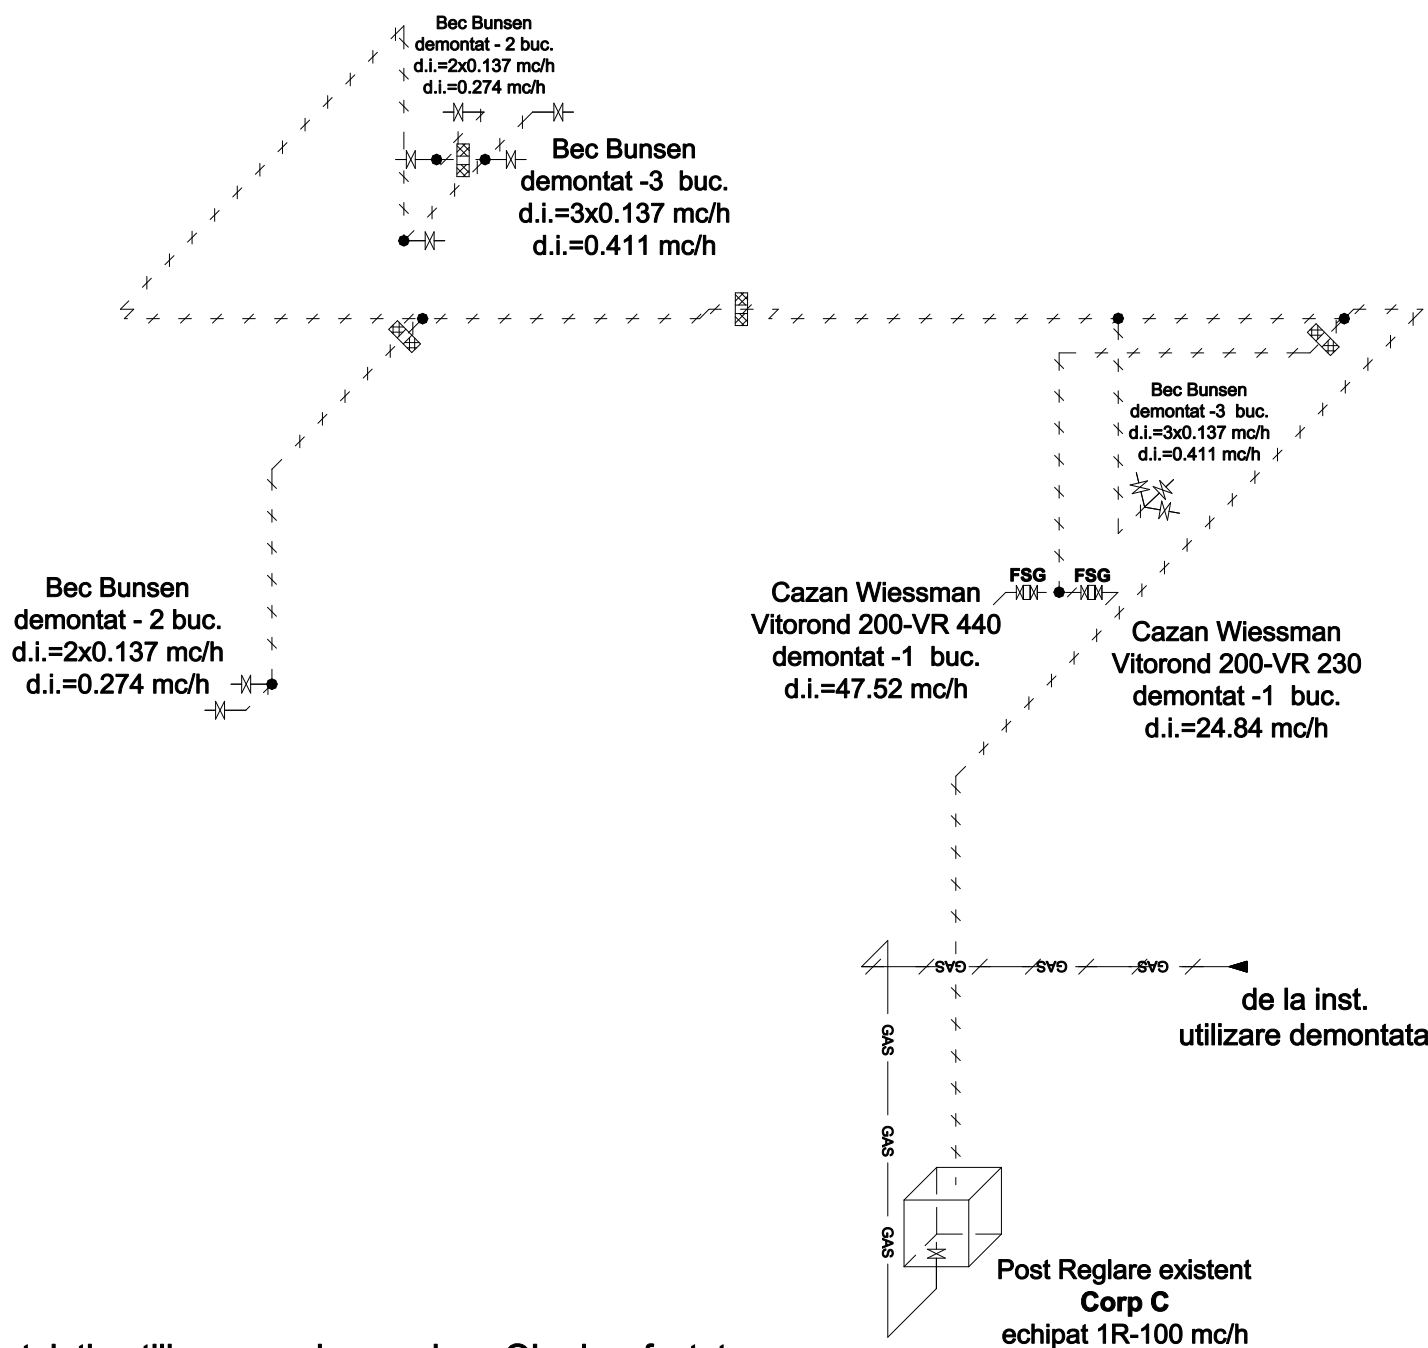 Bec Bunsen
demontat - 2 buc.
d.i.=2x0.137 mc/h
d.i.=0.274 mc/h
Bec Bunsen
demontat -3 buc.
d.i.=3x0.137 mc/h
d.i.=0.411 mc/h
Bec Bunsen
demontat -3 buc.
d.i.=3x0.137 mc/h
d.i.=0.411 mc/h
Bec Bunsen
demontat - 2 buc.
d.i.=2x0.137 mc/h
d.i.=0.274 mc/h
FSG FSG
Cazan Wiessman
Vitorond 200-VR 440
demontat -1 buc.
d.i.=47.52 mc/h
Cazan Wiessman
Vitorond 200-VR 230
demontat -1 buc.
d.i.=24.84 mc/h
GAS GAS GAS
de la inst.
utilizare demontata
GAS
GAS
GAS
Post Reglare existent
Corp C
echipat 1R-100 mc/h